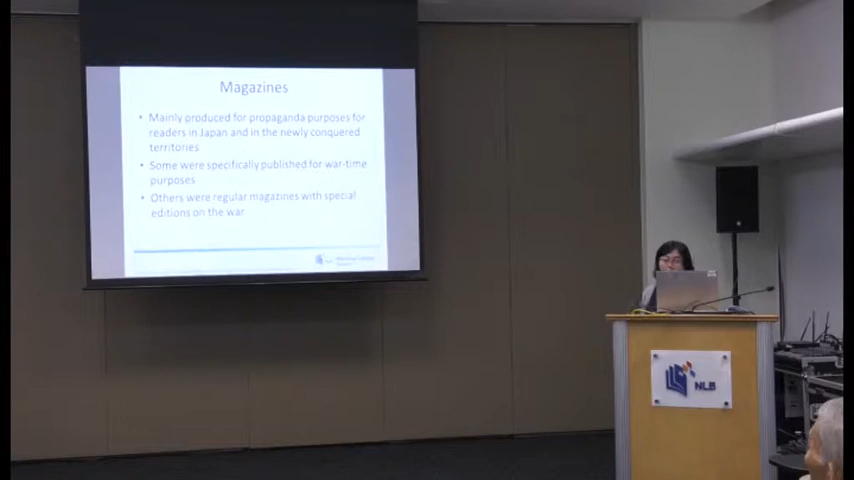 Magazines
• Mainly produced for propaganda purposes for
readers in Japan and in the newly conquered
territories
• Some were specifically published for war-time
purposes
• Others were regular magazines with special
editions on the war
NLB